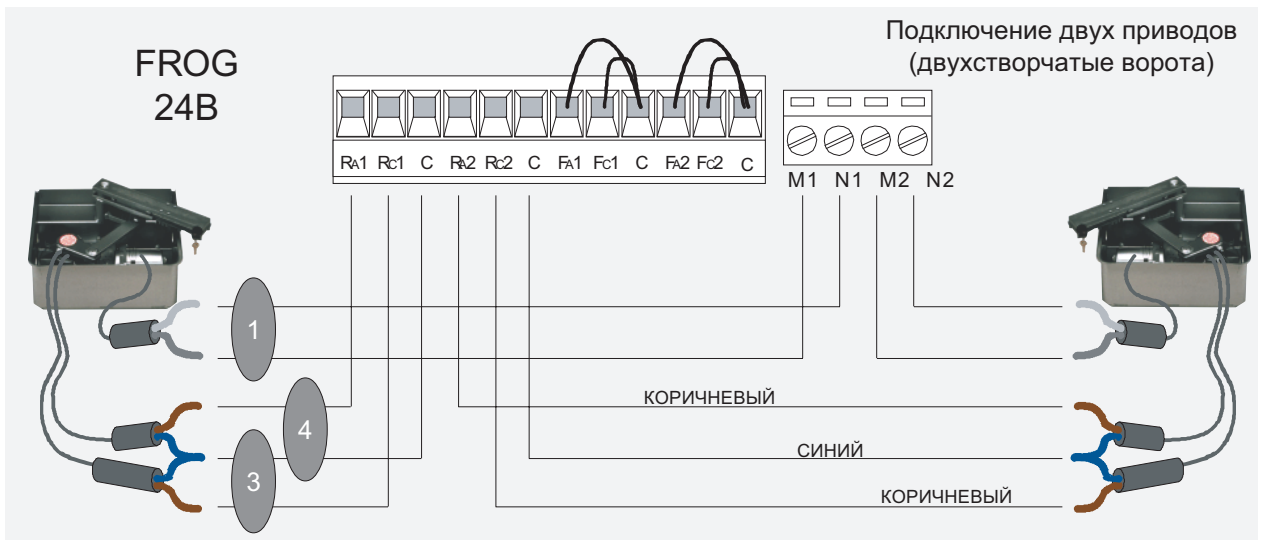 FROG
24В
Подключение двух приводов
(двухстворчатые ворота)
RA1 RC1 C RA2 RC2 C FA1 FC1 C FA2 FC2 C
M1 N1 M2 N2
1
КОРИЧНЕВЫЙ
4
СИНИЙ
3
КОРИЧНЕВЫЙ